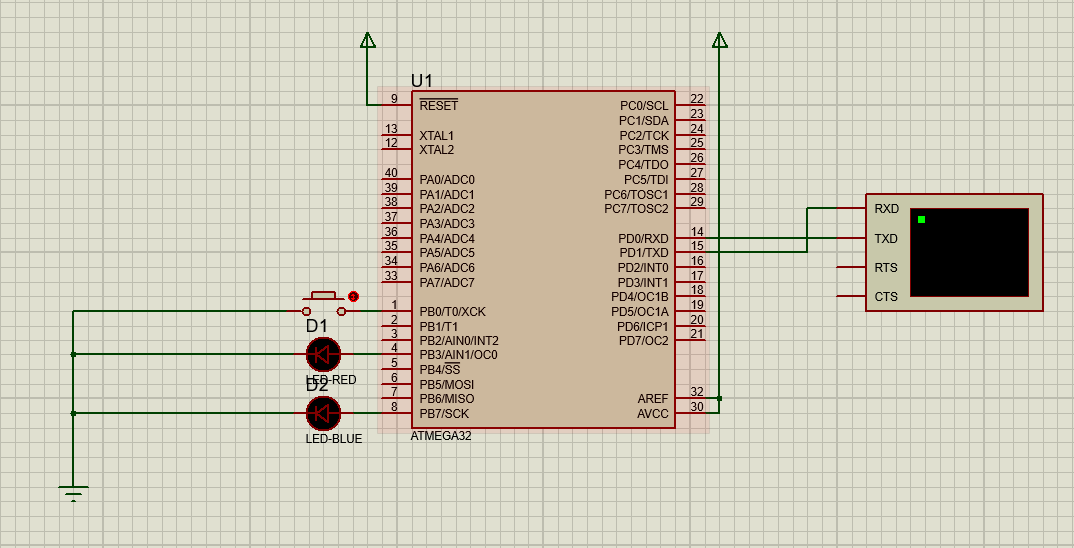 U1
9 RESET
13 XTAL1
12 XTAL2
40 PA0/ADC0
39 PA1/ADC1
38 PA2/ADC2
37 PA3/ADC3
36 PA4/ADC4
35 PA5/ADC5
34 PA6/ADC6
33 PA7/ADC7
1 PB0/T0/XCK
2 PB1/T1
3 PB2/AIN0/INT2
4 PB3/AIN1/OC0
5 PB4/SS
6 PB5/MOSI
7 PB6/MISO
8 PB7/SCK
PC0/SCL 22
PC1/SDA 23
PC2/TCK 24
PC3/TMS 25
PC4/TDO 26
PC5/TDI 27
PC6/TOSC1 28
PC7/TOSC2 29
PD0/RXD 14
PD1/TXD 15
PD2/INT0 16
PD3/INT1 17
PD4/OC1B 18
PD5/OC1A 19
PD6/ICP1 20
PD7/OC2 21
AREF 32
AVCC 30
ATMEGA32
D1
LED-RED
D2
LED-BLUE
RXD
TXD
RTS
CTS